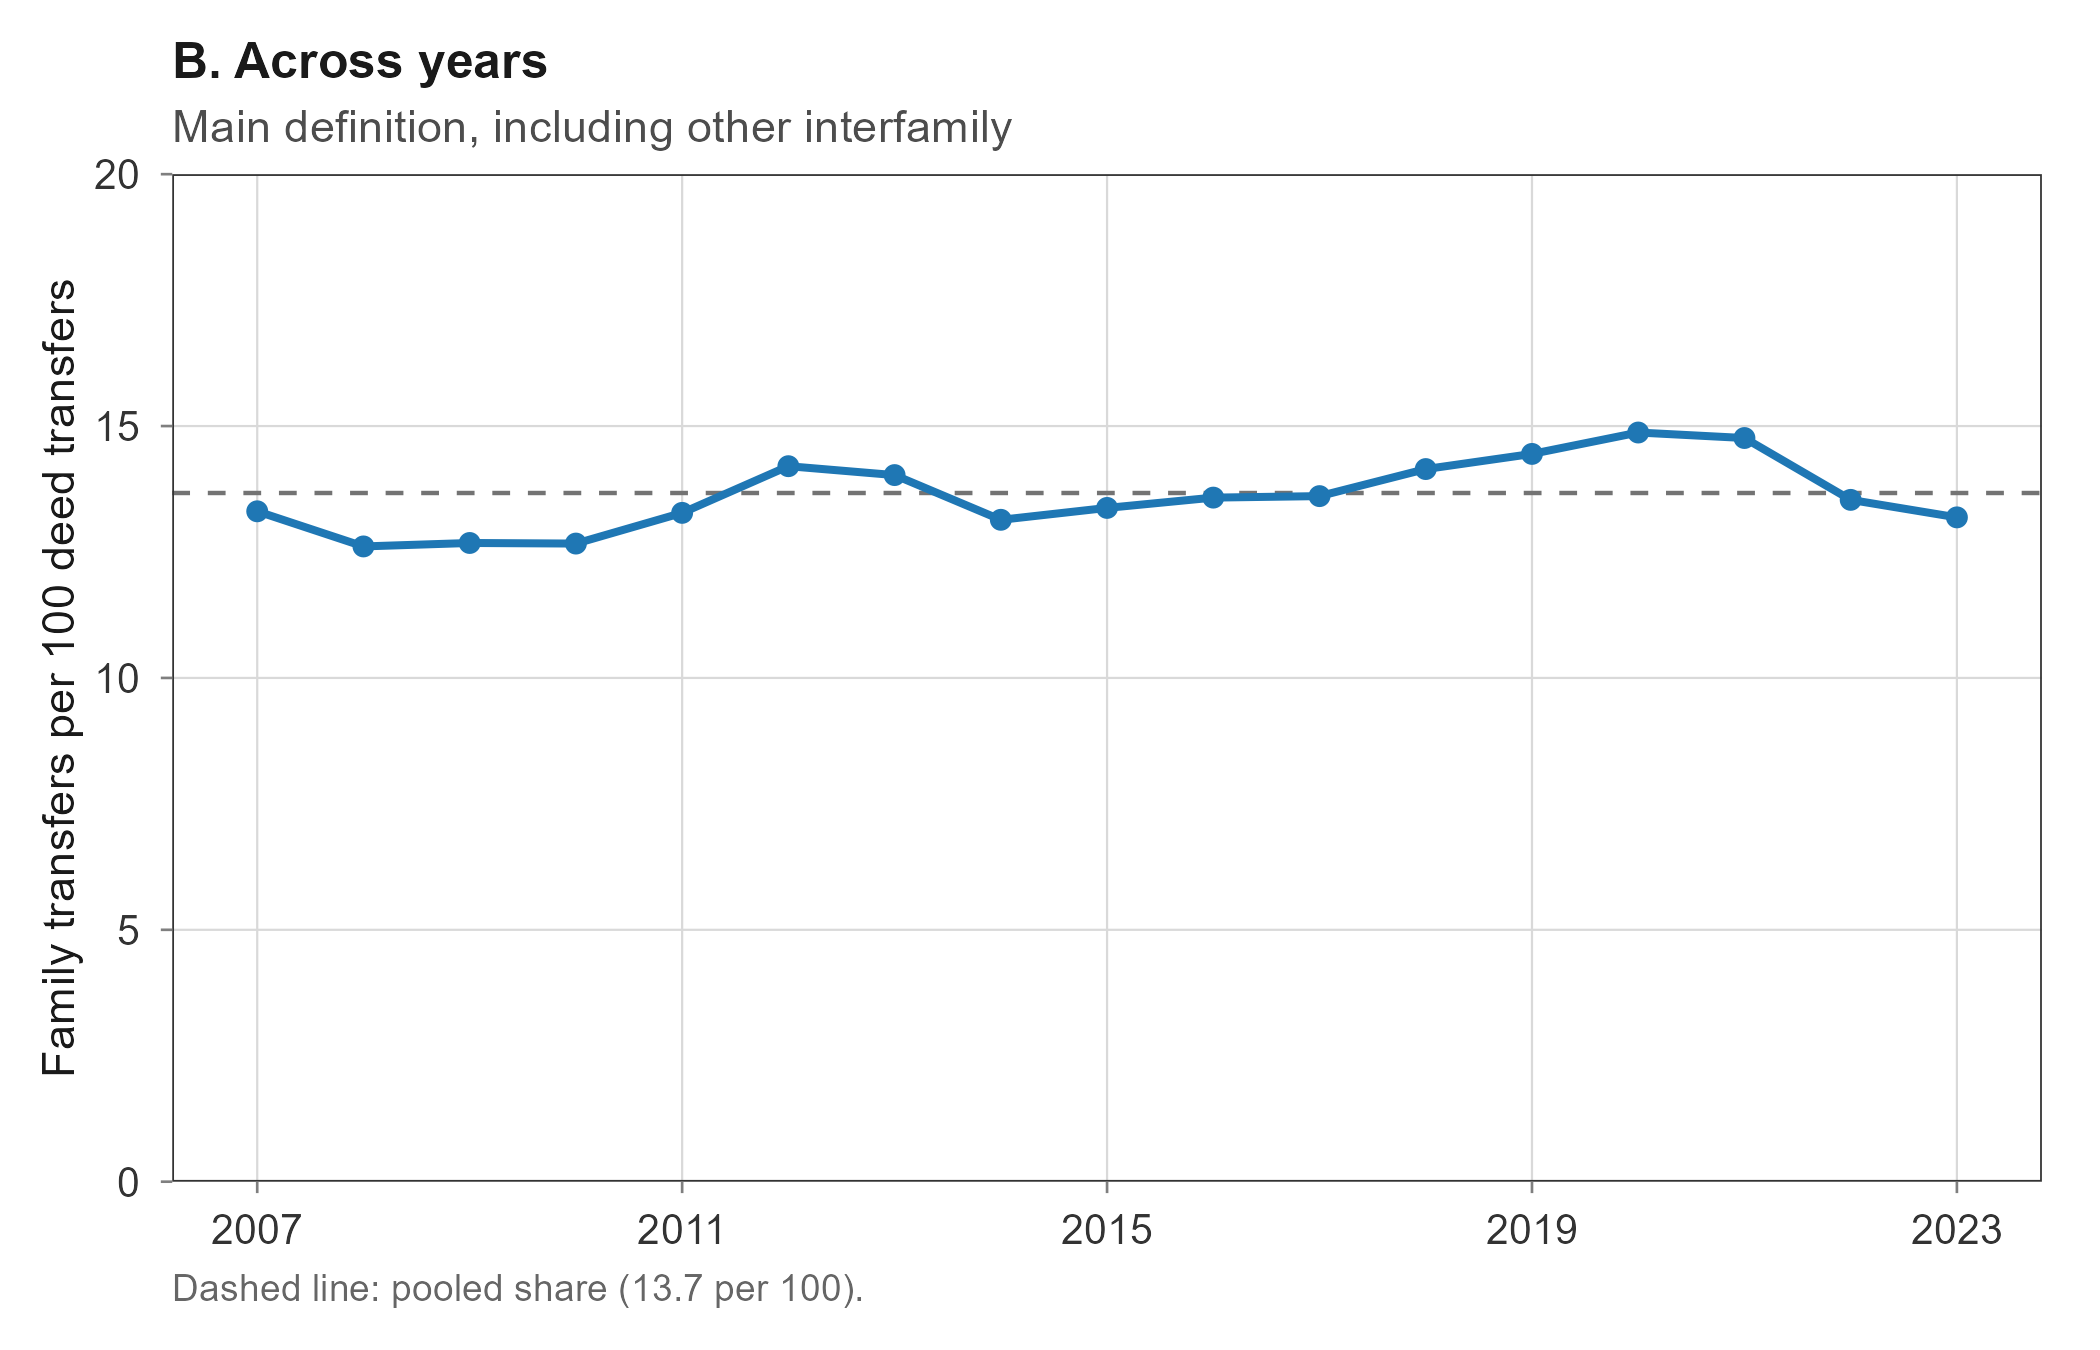 B. Across years
Main definition, including other interfamily
Family transfers per 100 deed transfers
20
15
10
5
0
2007
2011
2015
2019
2023
Dashed line: pooled share (13.7 per 100).